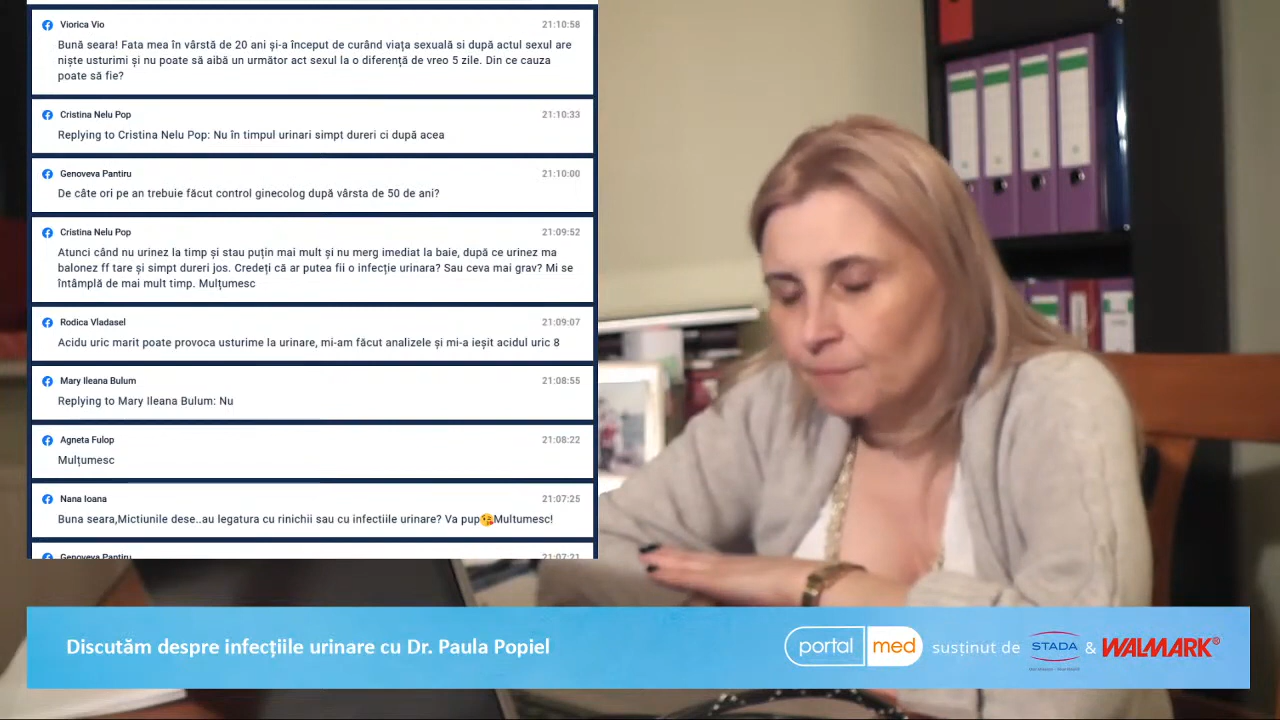 Viorica Vio
21:10:58
Bună seara! Fata mea în vârstă de 20 ani și-a început de curând viața sexuală si după actul sexul are
niște usturimi și nu poate să aibă un următor act sexul la o diferență de vreo 5 zile. Din ce cauza
poate să fie?
Cristina Nelu Pop
21:10:33
Replying to Cristina Nelu Pop: Nu în timpul urinari simpt dureri ci după acea
Genoveva Pantiru
21:10:00
De câte ori pe an trebuie făcut control ginecolog după vârsta de 50 de ani?
Cristina Nelu Pop
21:09:52
Atunci când nu urinez la timp și stau puțin mai mult și nu merg imediat la baie, după ce urinez ma
balonez ff tare și simpt dureri jos. Credeți că ar putea fii o infecție urinara? Sau ceva mai grav? Mi se
întâmplă de mai mult timp. Mulțumesc
Rodica Vladasel
21:09:07
Acidu uric marit poate provoca usturime la urinare, mi-am făcut analizele și mi-a ieșit acidul uric 8
Mary Ileana Bulum
21:08:55
Replying to Mary Ileana Bulum: Nu
Agneta Fulop
21:08:22
Mulțumesc
Nana Ioana
21:07:25
Buna seara,Mictiunile dese..au legatura cu rinichii sau cu infectiile urinare? Va pup😘Multumesc!
Genoveva Pantiru
21:07:21
Discutăm despre infecțiile urinare cu Dr. Paula Popiel
portal med susținut de STADA & WALMARK®